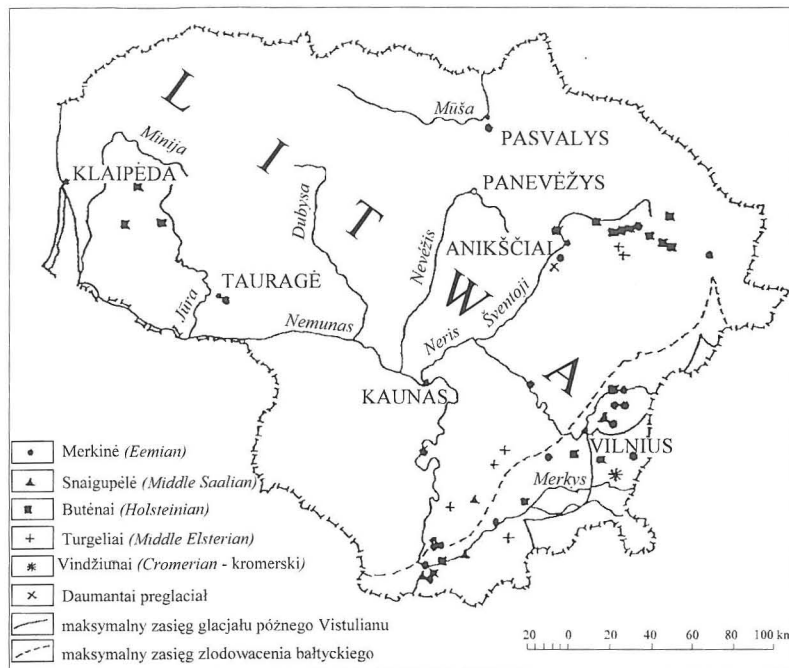 L I T W A
Mūša
PASVALYS
Minija
KLAIPĖDA
PANEVĖŽYS
Dubysa
Nevėžis
ANIKŠČIAI
Šventoji
TAURAGĖ
Jūra
Nemunas
Neris
KAUNAS
VILNIUS
Merkys
Merkinė (Eemian)
Snaigupėlė (Middle Saalian)
Butėnai (Holsteinian)
Turgeliai (Middle Elsterian)
Vindžiunai (Cromerian - kromerski)
Daumantai preglaciał
maksymalny zasięg glacjału późnego Vistulianu
maksymalny zasięg zlodowacenia bałtyckiego
20 0 20 40 60 80 100 km